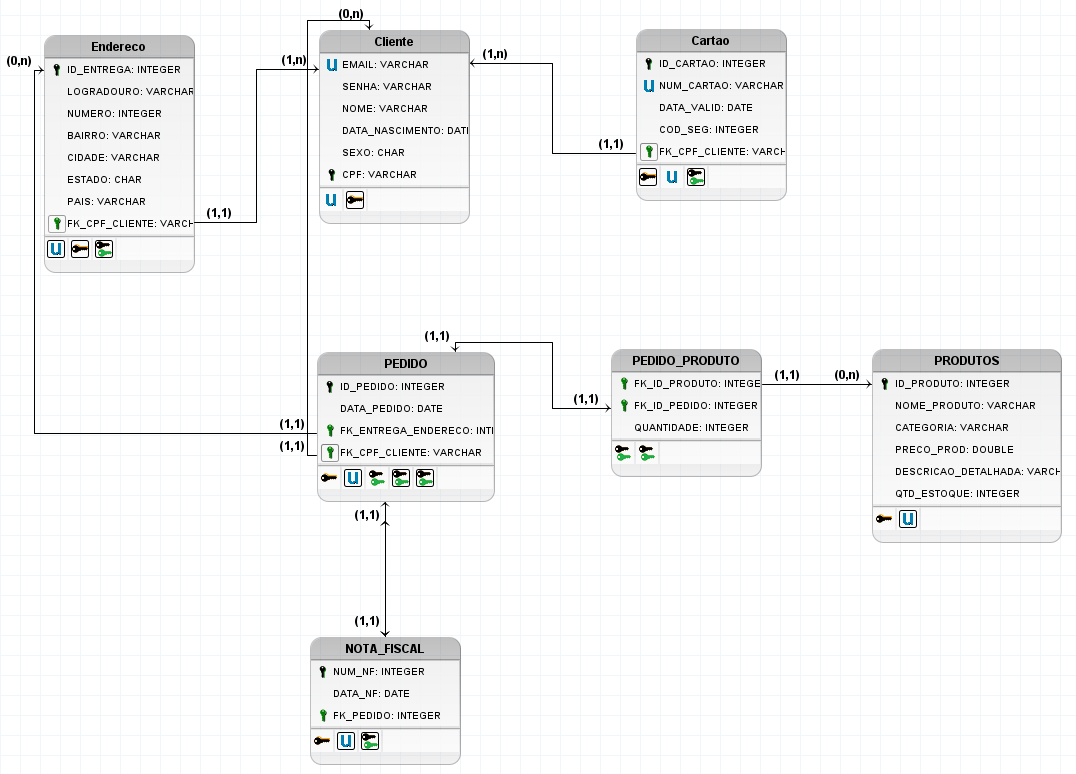 Endereco
ID_ENTREGA: INTEGER
LOGRADOURO: VARCHAR
NUMERO: INTEGER
BAIRRO: VARCHAR
CIDADE: VARCHAR
ESTADO: CHAR
PAIS: VARCHAR
FK_CPF_CLIENTE: VARCH
U
(0,n)
(1,1)
(1,n)
(0,n)
Cliente
U EMAIL: VARCHAR
SENHA: VARCHAR
NOME: VARCHAR
DATA_NASCIMENTO: DATI
SEXO: CHAR
CPF: VARCHAR
U
(1,n)
(1,1)
Cartao
ID_CARTAO: INTEGER
U NUM_CARTAO: VARCHAR
DATA_VALID: DATE
COD_SEG: INTEGER
FK_CPF_CLIENTE: VARCH
U
(1,1)
(1,1)
(1,1)
PEDIDO
ID_PEDIDO: INTEGER
DATA_PEDIDO: DATE
FK_ENTREGA_ENDERECO: INTI
FK_CPF_CLIENTE: VARCHAR
U
(1,1)
PEDIDO_PRODUTO
FK_ID_PRODUTO: INTEGE
FK_ID_PEDIDO: INTEGER
QUANTIDADE: INTEGER
(1,1)
(0,n)
PRODUTOS
ID_PRODUTO: INTEGER
NOME_PRODUTO: VARCHAR
CATEGORIA: VARCHAR
PRECO_PROD: DOUBLE
DESCRICAO_DETALHADA: VARCH
QTD_ESTOQUE: INTEGER
U
(1,1)
(1,1)
NOTA_FISCAL
NUM_NF: INTEGER
DATA_NF: DATE
FK_PEDIDO: INTEGER
U